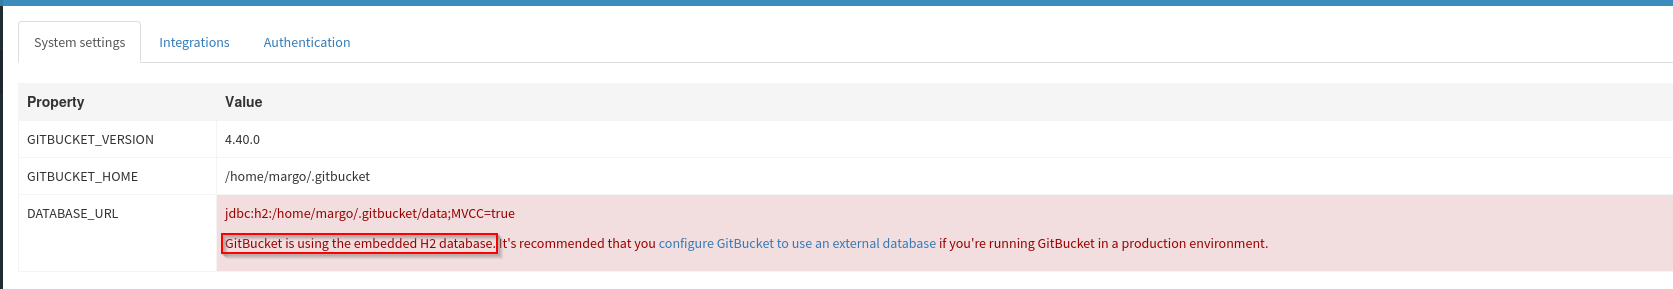 System settings Integrations Authentication
Property Value
GITBUCKET_VERSION 4.40.0
GITBUCKET_HOME /home/margo/.gitbucket
DATABASE_URL jdbc:h2:/home/margo/.gitbucket/data;MVCC=true
GitBucket is using the embedded H2 database. It's recommended that you configure GitBucket to use an external database if you're running GitBucket in a production environment.